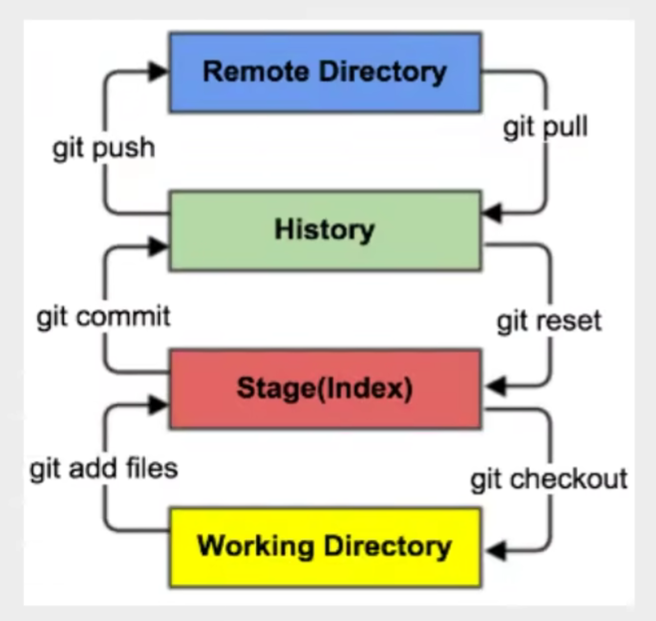 Remote Directory
git push
git pull
History
git commit
git reset
Stage(Index)
git add files
git checkout
Working Directory